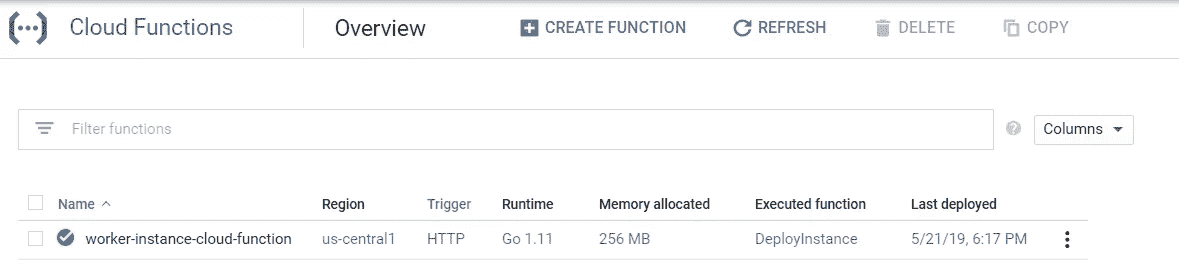 Cloud Functions Overview CREATE FUNCTION REFRESH DELETE COPY
Filter functions ? Columns
Name Region Trigger Runtime Memory allocated Executed function Last deployed
worker-instance-cloud-function us-central1 HTTP Go 1.11 256 MB DeployInstance 5/21/19, 6:17 PM